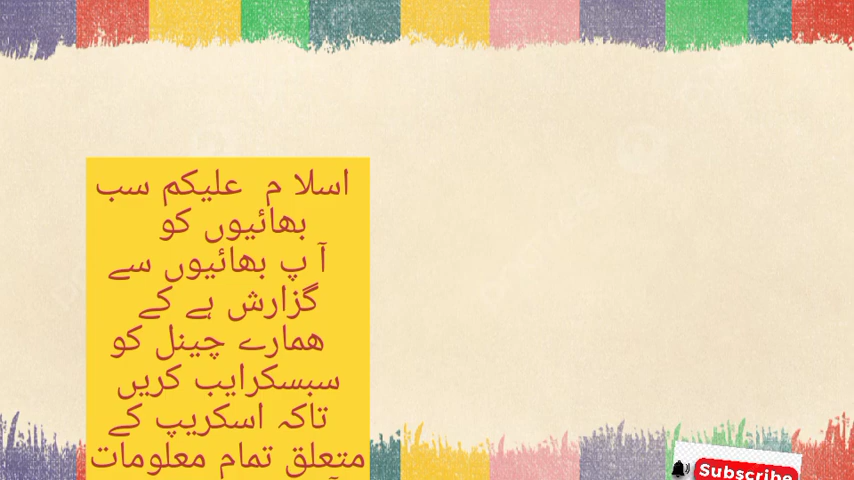 اسلا م علیکم سب
بھائیوں کو
آ پ بھائیوں سے
گزارش ہے کے
ھمارے چینل کو
سبسکرایب کریں
تاکہ اسکریپ کے
متعلق تمام معلومات
Subscribe